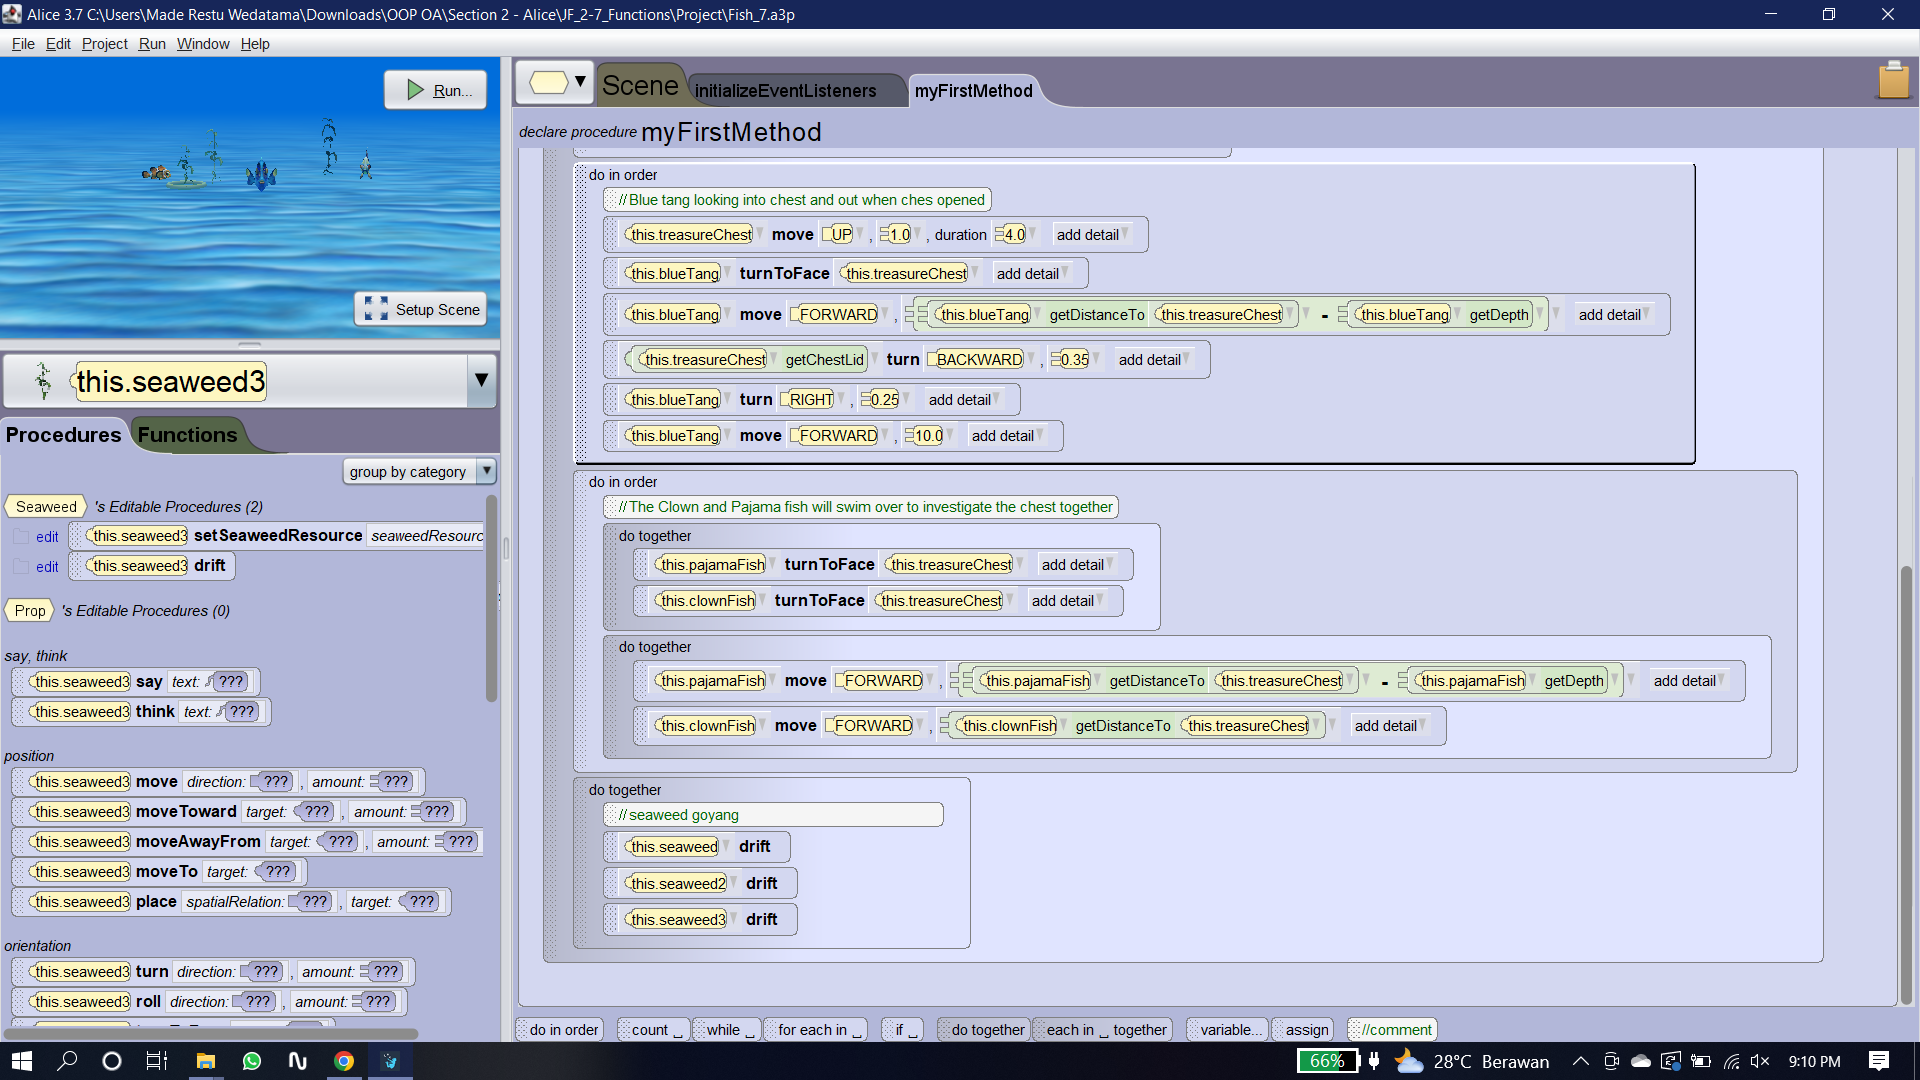 Alice 3.7 C:\Users\Made Restu Wedatama\Downloads\OOP OA\Section 2 - Alice\JF_2-7_Functions\Project\Fish_7.a3p
File Edit Project Run Window Help
Run...
Setup Scene
this.seaweed3
Procedures Functions
group by category
Seaweed 's Editable Procedures (2)
edit this.seaweed3 setSeaweedResource seaweedResourc
edit this.seaweed3 drift
Prop 's Editable Procedures (0)
say, think
this.seaweed3 say text: ???
this.seaweed3 think text: ???
position
this.seaweed3 move direction: ??? , amount: ???
this.seaweed3 moveToward target: ??? , amount: ???
this.seaweed3 moveAwayFrom target: ??? , amount: ???
this.seaweed3 moveTo target: ???
this.seaweed3 place spatialRelation: ??? , target: ???
orientation
this.seaweed3 turn direction: ??? , amount: ???
this.seaweed3 roll direction: ??? , amount: ???
Scene initializeEventListeners myFirstMethod
declare procedure myFirstMethod
do in order
//Blue tang looking into chest and out when ches opened
this.treasureChest move UP , 1.0 , duration 4.0 add detail
this.blueTang turnToFace this.treasureChest add detail
this.blueTang move FORWARD , this.blueTang getDistanceTo this.treasureChest - this.blueTang getDepth add detail
this.treasureChest getChestLid turn BACKWARD , 0.35 add detail
this.blueTang turn RIGHT , 0.25 add detail
this.blueTang move FORWARD , 10.0 add detail
do in order
//The Clown and Pajama fish will swim over to investigate the chest together
do together
this.pajamaFish turnToFace this.treasureChest add detail
this.clownFish turnToFace this.treasureChest add detail
do together
this.pajamaFish move FORWARD , this.pajamaFish getDistanceTo this.treasureChest - this.pajamaFish getDepth add detail
this.clownFish move FORWARD , this.clownFish getDistanceTo this.treasureChest add detail
do together
//seaweed goyang
this.seaweed drift
this.seaweed2 drift
this.seaweed3 drift
do in order count while for each in if do together each in together variable... assign //comment
66% 28°C Berawan 9:10 PM